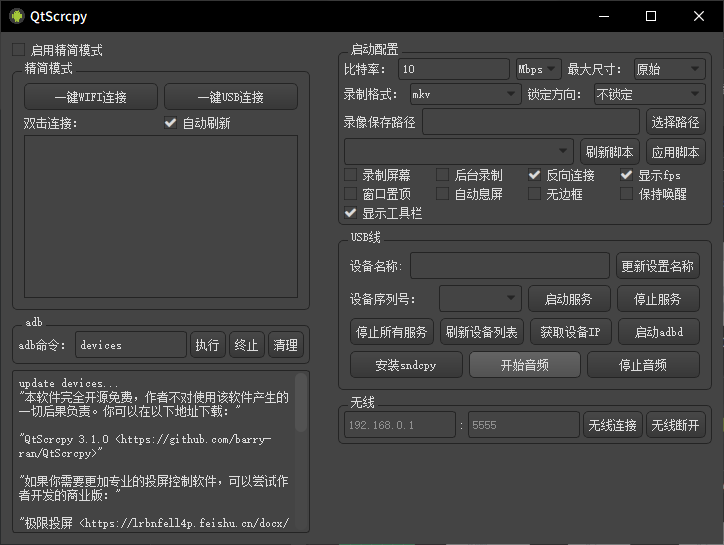 QtScrcpy
启用精简模式
精简模式
一键WIFI连接 一键USB连接
双击连接: 自动刷新
adb
adb命令: devices 执行 终止 清理
update devices...
"本软件完全开源免费，作者不对使用该软件产生的
一切后果负责。你可以在以下地址下载："
"QtScrcpy 3.1.0 <https://github.com/barry-
ran/QtScrcpy>"
"如果你需要更加专业的投屏控制软件，可以尝试作
者开发的商业版："
"极限投屏 <https://lrbnfell4p.feishu.cn/docx/
启动配置
比特率: 10 Mbps 最大尺寸: 原始
录制格式: mkv 锁定方向: 不锁定
录像保存路径 选择路径
刷新脚本 应用脚本
录制屏幕 后台录制 反向连接 显示fps
窗口置顶 自动息屏 无边框 保持唤醒
显示工具栏
USB线
设备名称: 更新设置名称
设备序列号: 启动服务 停止服务
停止所有服务 刷新设备列表 获取设备IP 启动adbd
安装sndcpy 开始音频 停止音频
无线
192.168.0.1 : 5555 无线连接 无线断开